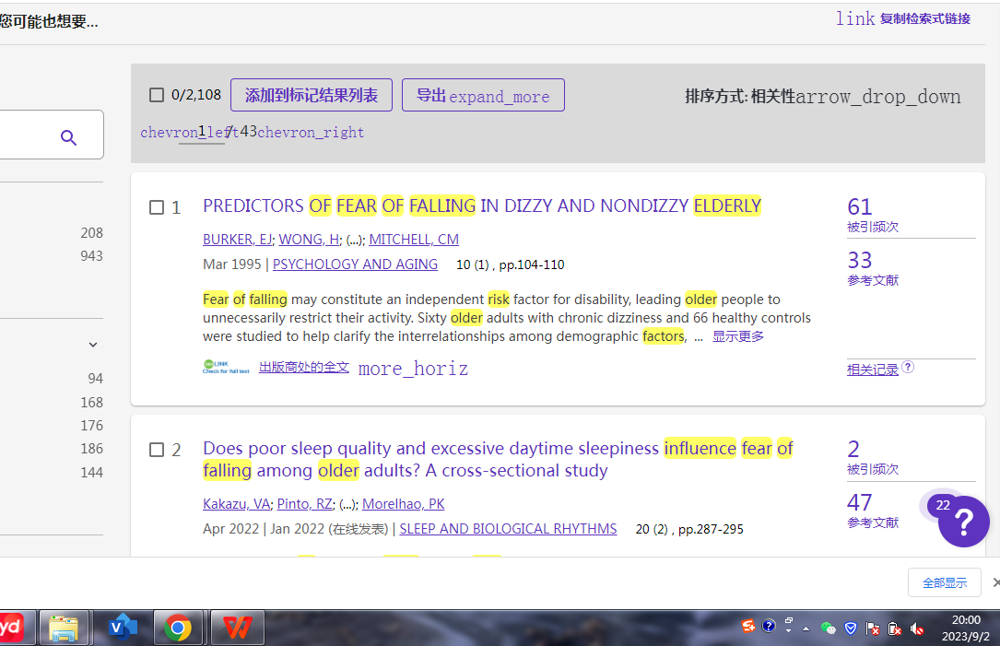 您可能也想要...
link 复制检索式链接
0/2,108 添加到标记结果列表 导出expand_more 排序方式: 相关性arrow_drop_down
chevron_left 1 / 43 chevron_right
208
943
94
168
176
186
144
1 PREDICTORS OF FEAR OF FALLING IN DIZZY AND NONDIZZY ELDERLY
BURKER, EJ; WONG, H; (...); MITCHELL, CM
Mar 1995 | PSYCHOLOGY AND AGING 10 (1) , pp.104-110
Fear of falling may constitute an independent risk factor for disability, leading older people to
unnecessarily restrict their activity. Sixty older adults with chronic dizziness and 66 healthy controls
were studied to help clarify the interrelationships among demographic factors, ... 显示更多
LINK
Check for full text
出版商处的全文 more_horiz
61
被引频次
33
参考文献
相关记录 ?
2 Does poor sleep quality and excessive daytime sleepiness influence fear of
falling among older adults? A cross-sectional study
Kakazu, VA; Pinto, RZ; (...); Morelhao, PK
Apr 2022 | Jan 2022 (在线发表) | SLEEP AND BIOLOGICAL RHYTHMS 20 (2) , pp.287-295
2
被引频次
47
参考文献
22
?
全部显示
yd
V
20:00
2023/9/2